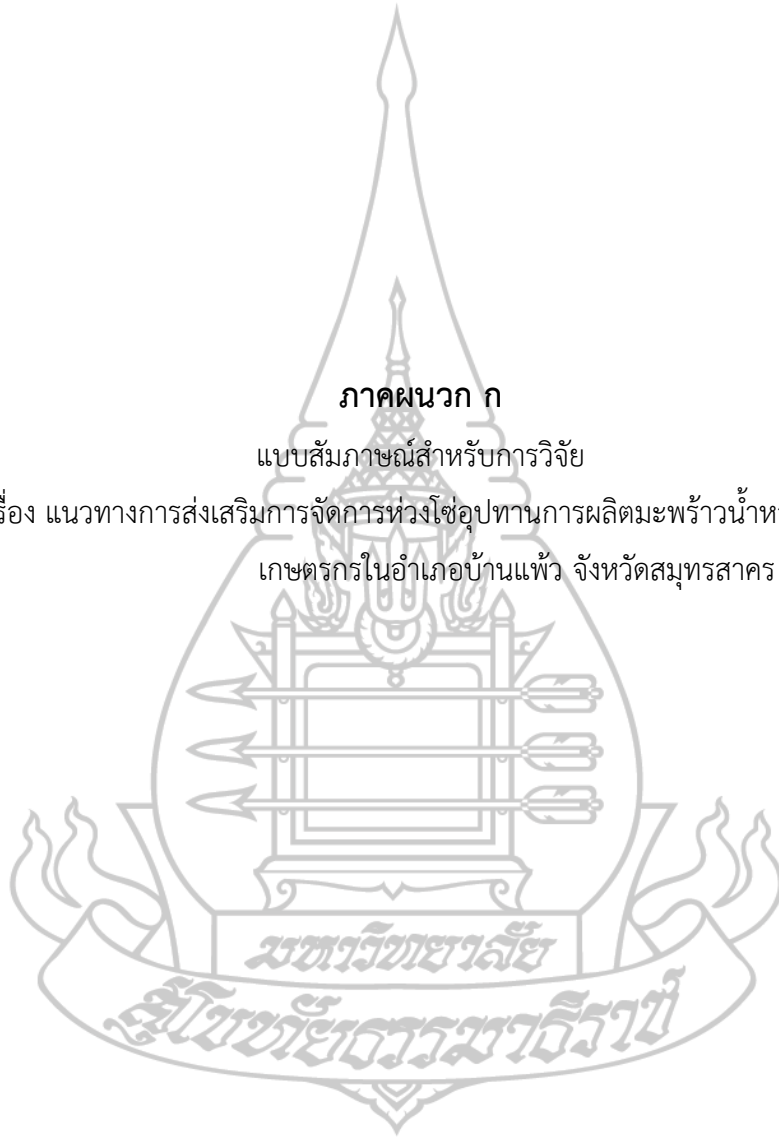 ภาคผนวก ก
แบบสัมภาษณ์สำหรับการวิจัย
แนวทางการส่งเสริมการจัดการห่วงโซ่อุปทานการผลิตมะพร้าวน้ำ
เกษตรกรในอำเภอบ้านแพ้ว จังหวัดสมุทรสาคร
มหาวิทยาลัย
สุโขทัยธรรมาธิราช